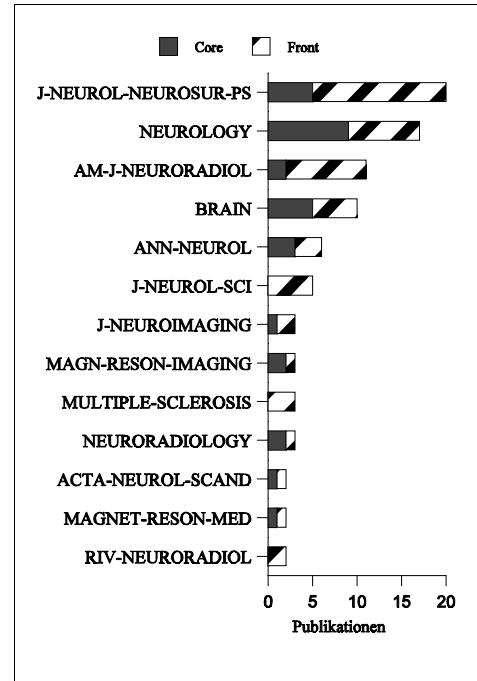 Core Front
J-NEUROL-NEUROSUR-PS
NEUROLOGY
AM-J-NEURORADIOL
BRAIN
ANN-NEUROL
J-NEUROL-SCI
J-NEUROIMAGING
MAGN-RESON-IMAGING
MULTIPLE-SCLEROSIS
NEURORADIOLOGY
ACTA-NEUROL-SCAND
MAGNET-RESON-MED
RIV-NEURORADIOL
0 5 10 15 20
Publikationen